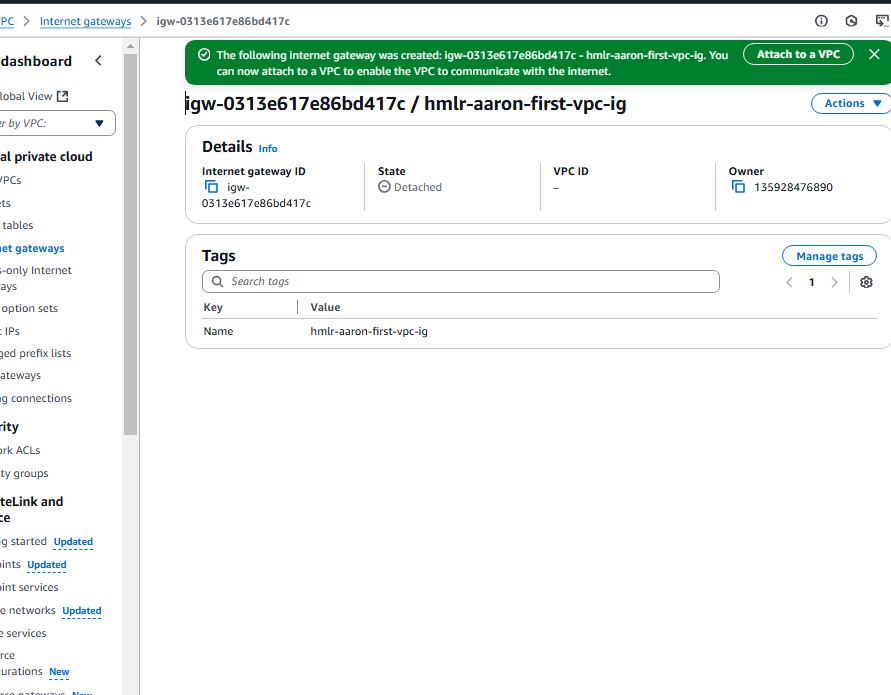 PC > Internet gateways > igw-0313e617e86bd417c
dashboard
lobal View
er by VPC:
al private cloud
VPCs
ets
tables
et gateways
s-only Internet
ays
option sets
IPs
ged prefix lists
ateways
ng connections
rity
ork ACLs
ty groups
teLink and
ce
ng started Updated
oints Updated
oint services
e networks Updated
e services
rce
urations New
rce gateways New
The following internet gateway was created: igw-0313e617e86bd417c - hmlr-aaron-first-vpc-ig. You
can now attach to a VPC to enable the VPC to communicate with the internet.
Attach to a VPC
igw-0313e617e86bd417c / hmlr-aaron-first-vpc-ig
Actions
Details Info
Internet gateway ID
igw-
0313e617e86bd417c
State
Detached
VPC ID
–
Owner
135928476890
Tags
Manage tags
Search tags
1
Key Value
Name hmlr-aaron-first-vpc-ig